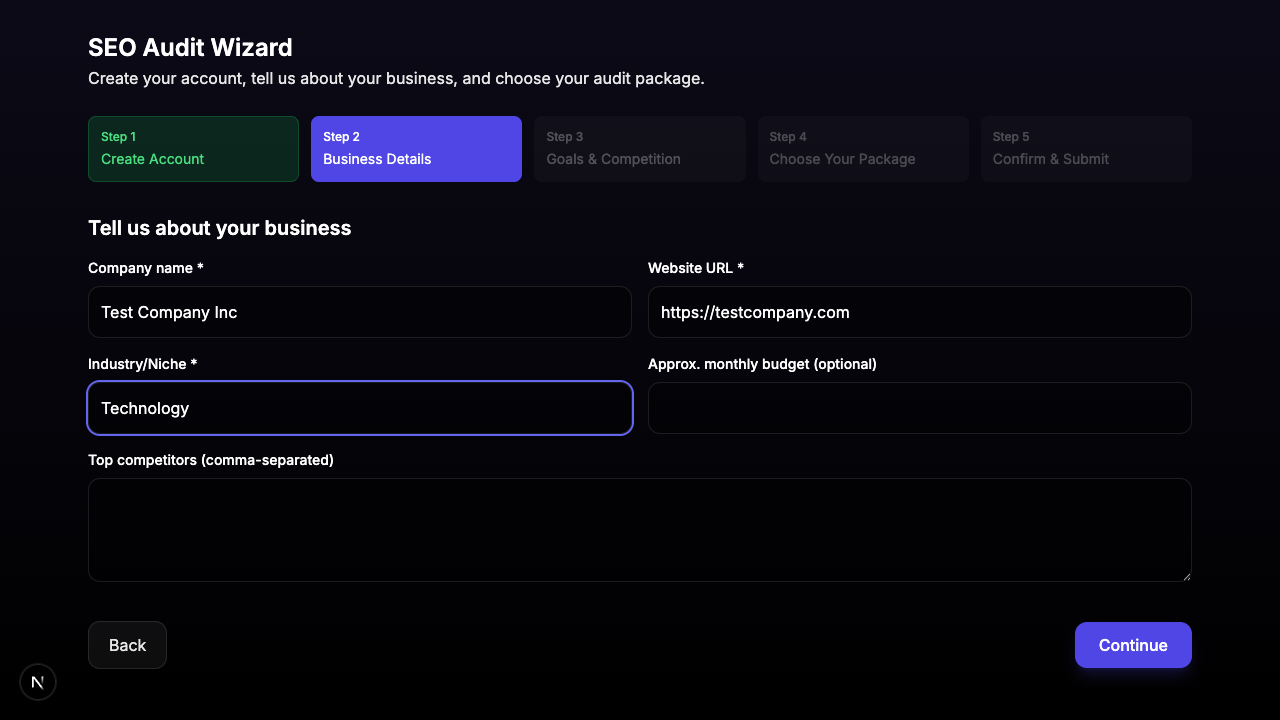 SEO Audit Wizard
Create your account, tell us about your business, and choose your audit package.
Step 1
Create Account
Step 2
Business Details
Step 3
Goals & Competition
Step 4
Choose Your Package
Step 5
Confirm & Submit
Tell us about your business
Company name *
Website URL *
Test Company Inc
https://testcompany.com
Industry/Niche *
Approx. monthly budget (optional)
Technology
Top competitors (comma-separated)
Back
Continue
N